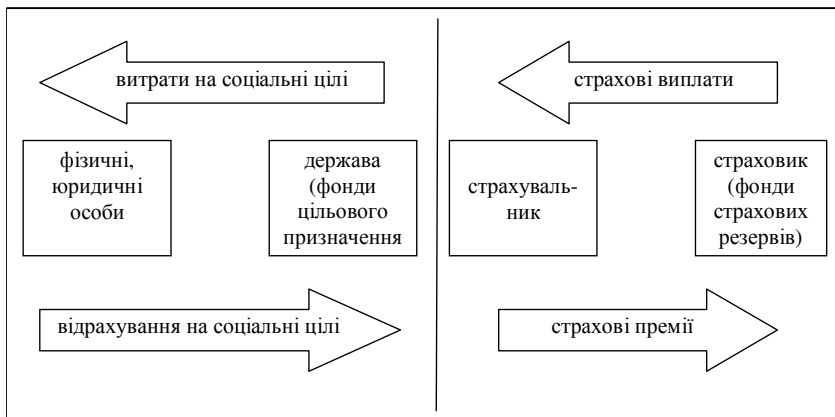 витрати на соціальні цілі
страхові виплати
фізичні,
юридичні
особи
держава
(фонди
цільового
призначення
страхуваль-
ник
страховик
(фонди
страхових
резервів)
відрахування на соціальні цілі
страхові премії